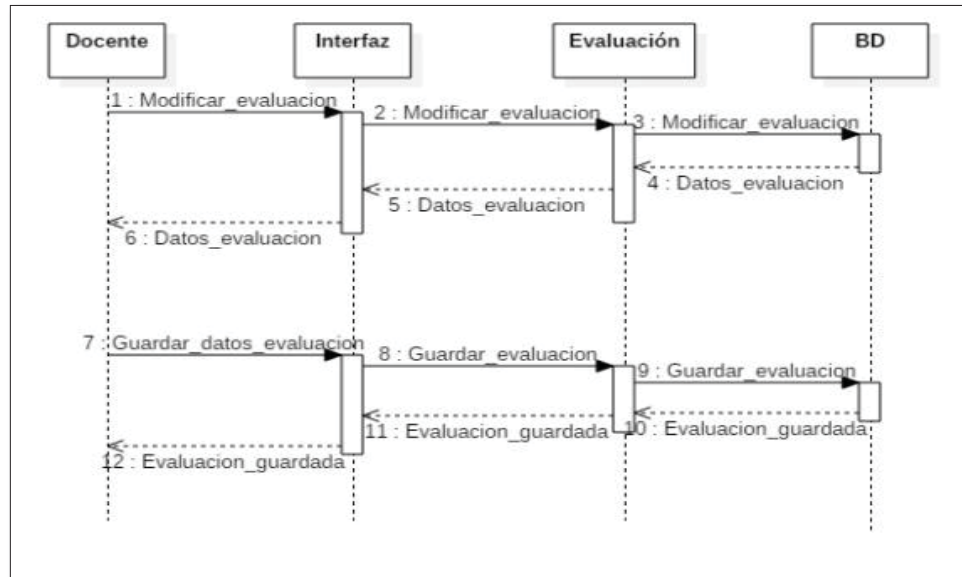 Docente
Interfaz
Evaluación
BD
1 : Modificar_evaluacion
2 : Modificar_evaluacion
3 : Modificar_evaluacion
4 : Datos_evaluacion
5 : Datos_evaluacion
6 : Datos_evaluacion
7 : Guardar_datos_evaluacion
8 : Guardar_evaluacion
9 : Guardar_evaluacion
10 : Evaluacion_guardada
11 : Evaluacion_guardada
12 : Evaluacion_guardada